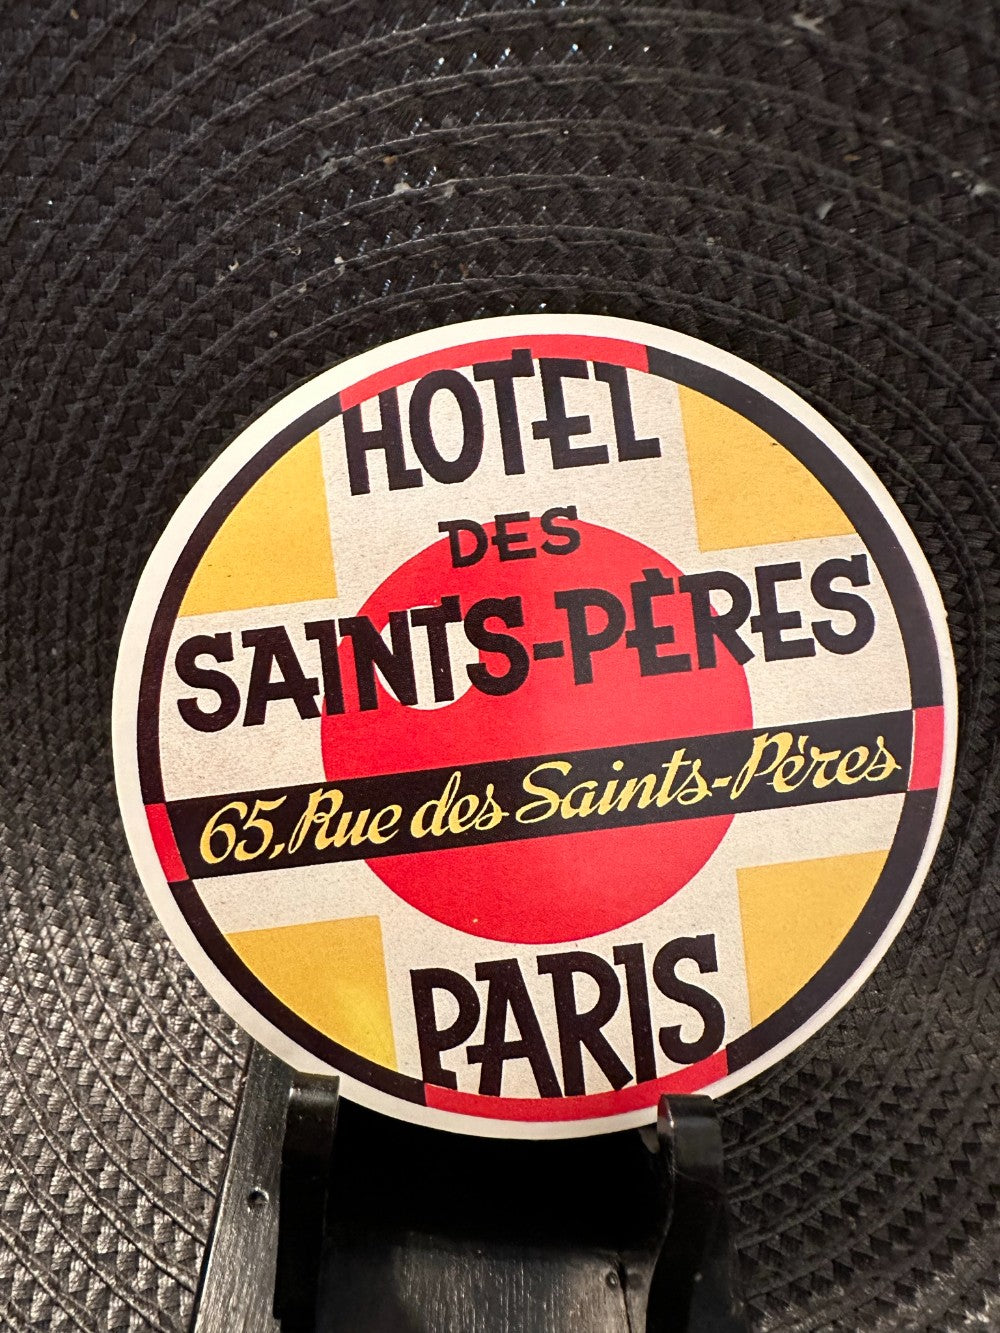 HOTEL
DES
SAINTS-PÈRES
65, Rue des Saints-Pères
PARIS